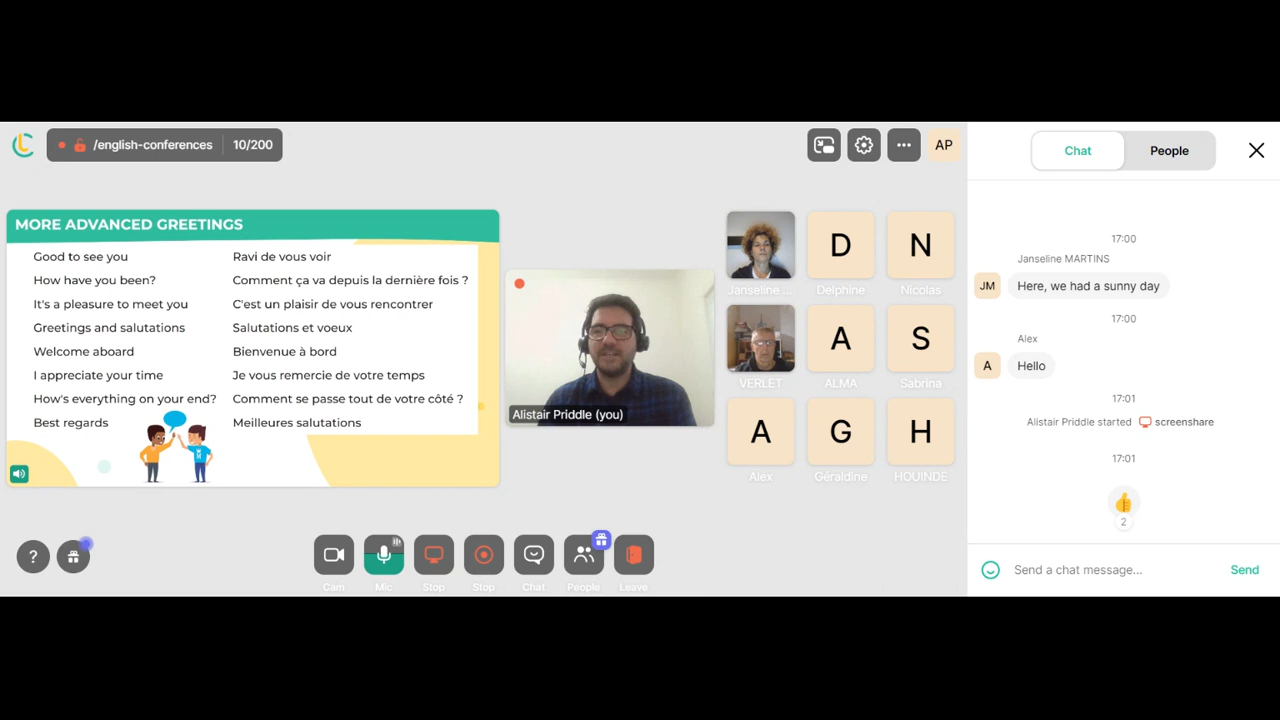 /english-conferences 10/200
AP
Chat People
MORE ADVANCED GREETINGS
Good to see you Ravi de vous voir
How have you been? Comment ça va depuis la dernière fois ?
It's a pleasure to meet you C'est un plaisir de vous rencontrer
Greetings and salutations Salutations et voeux
Welcome aboard Bienvenue à bord
I appreciate your time Je vous remercie de votre temps
How's everything on your end? Comment se passe tout de votre côté ?
Best regards Meilleures salutations
Alistair Priddle (you)
Janseline ...
D
Delphine
N
Nicolas
VERLET
A
ALMA
S
Sabrina
A
Alex
G
Géraldine
H
HOUINDE
17:00
Janseline MARTINS
JM Here, we had a sunny day
17:00
Alex
A Hello
17:01
Alistair Priddle started screenshare
17:01
2
?
Cam Mic Stop Stop Chat People Leave
Send a chat message... Send